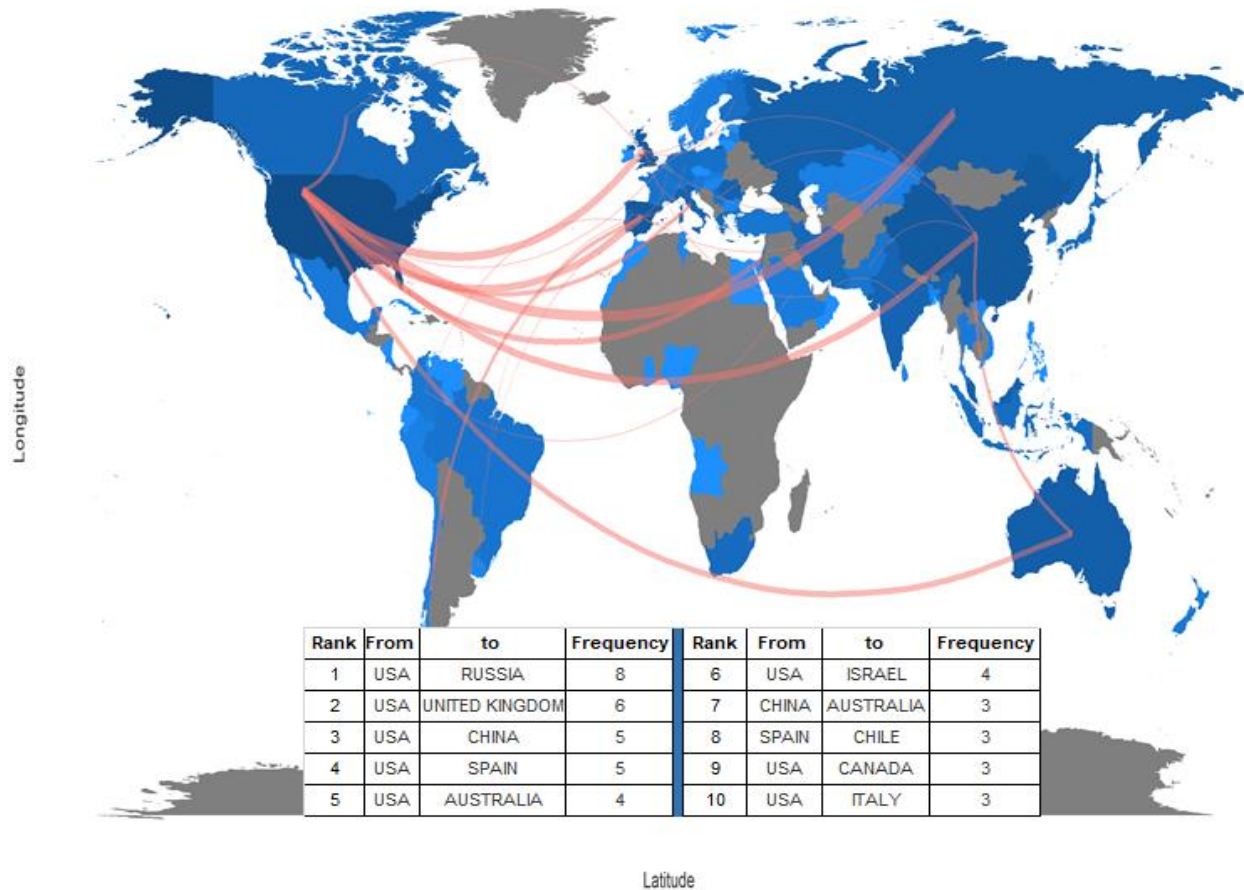 Longitude
Rank From to Frequency Rank From to Frequency
1 USA RUSSIA 8 6 USA ISRAEL 4
2 USA UNITED KINGDOM 6 7 CHINA AUSTRALIA 3
3 USA CHINA 5 8 SPAIN CHILE 3
4 USA SPAIN 5 9 USA CANADA 3
5 USA AUSTRALIA 4 10 USA ITALY 3
Latitude